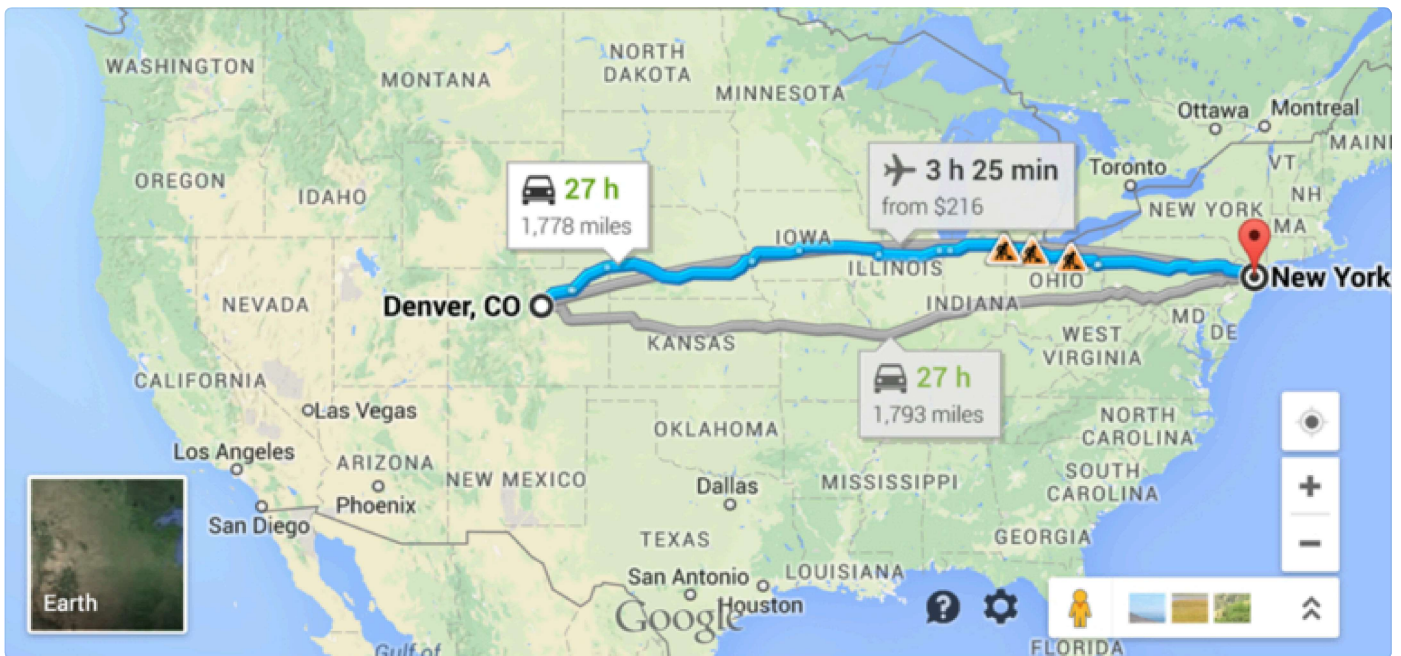 WASHINGTON
MONTANA
NORTH
DAKOTA
MINNESOTA
Ottawa
Montreal
MAINE
OREGON
IDAHO
27 h
1,778 miles
3 h 25 min
from $216
Toronto
VT
NH
NEW YORK
MA
IOWA
ILLINOIS
OHIO
New York
Denver, CO
NEVADA
INDIANA
KANSAS
MD
DE
WEST
VIRGINIA
27 h
1,793 miles
CALIFORNIA
Las Vegas
OKLAHOMA
NORTH
CAROLINA
Los Angeles
ARIZONA
NEW MEXICO
Phoenix
San Diego
Dallas
MISSISSIPPI
SOUTH
CAROLINA
TEXAS
GEORGIA
San Antonio
LOUISIANA
Houston
Google
Earth
Gulf of
FLORIDA